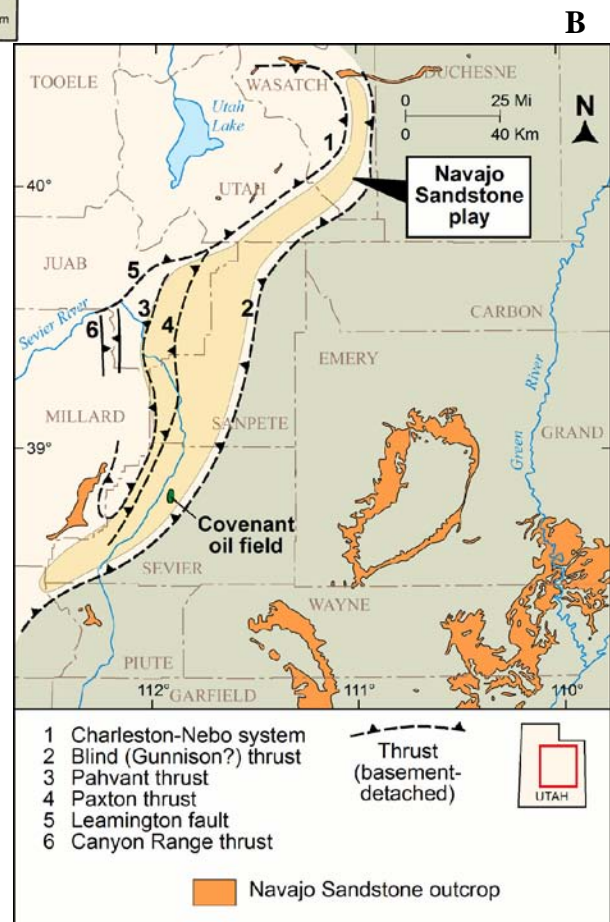 m
B
TOOELE
WASATCH
DUCHESNE
Utah
Lake
0 25 Mi
0 40 Km
N
1
Navajo
Sandstone
play
40°
UTAH
JUAB
5
3
4
2
Sevier River
6
CARBON
EMERY
Green River
MILLARD
SANPETE
GRAND
39°
Covenant
oil field
SEVIER
WAYNE
PIUTE
112°
111°
110°
GARFIELD
1 Charleston-Nebo system
2 Blind (Gunnison?) thrust
3 Pahvant thrust
4 Paxton thrust
5 Leamington fault
6 Canyon Range thrust
Thrust
(basement-
detached)
UTAH
Navajo Sandstone outcrop